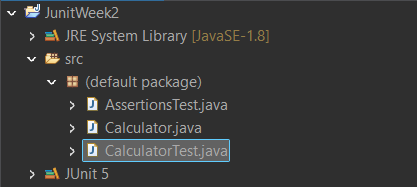 JunitWeek2
JRE System Library [JavaSE-1.8]
src
(default package)
AssertionsTest.java
Calculator.java
CalculatorTest.java
JUnit 5